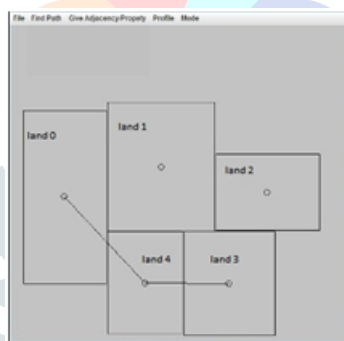 File Find Path Give Adjacency Property Profile Mode
land 0
land 1
land 2
land 4
land 3